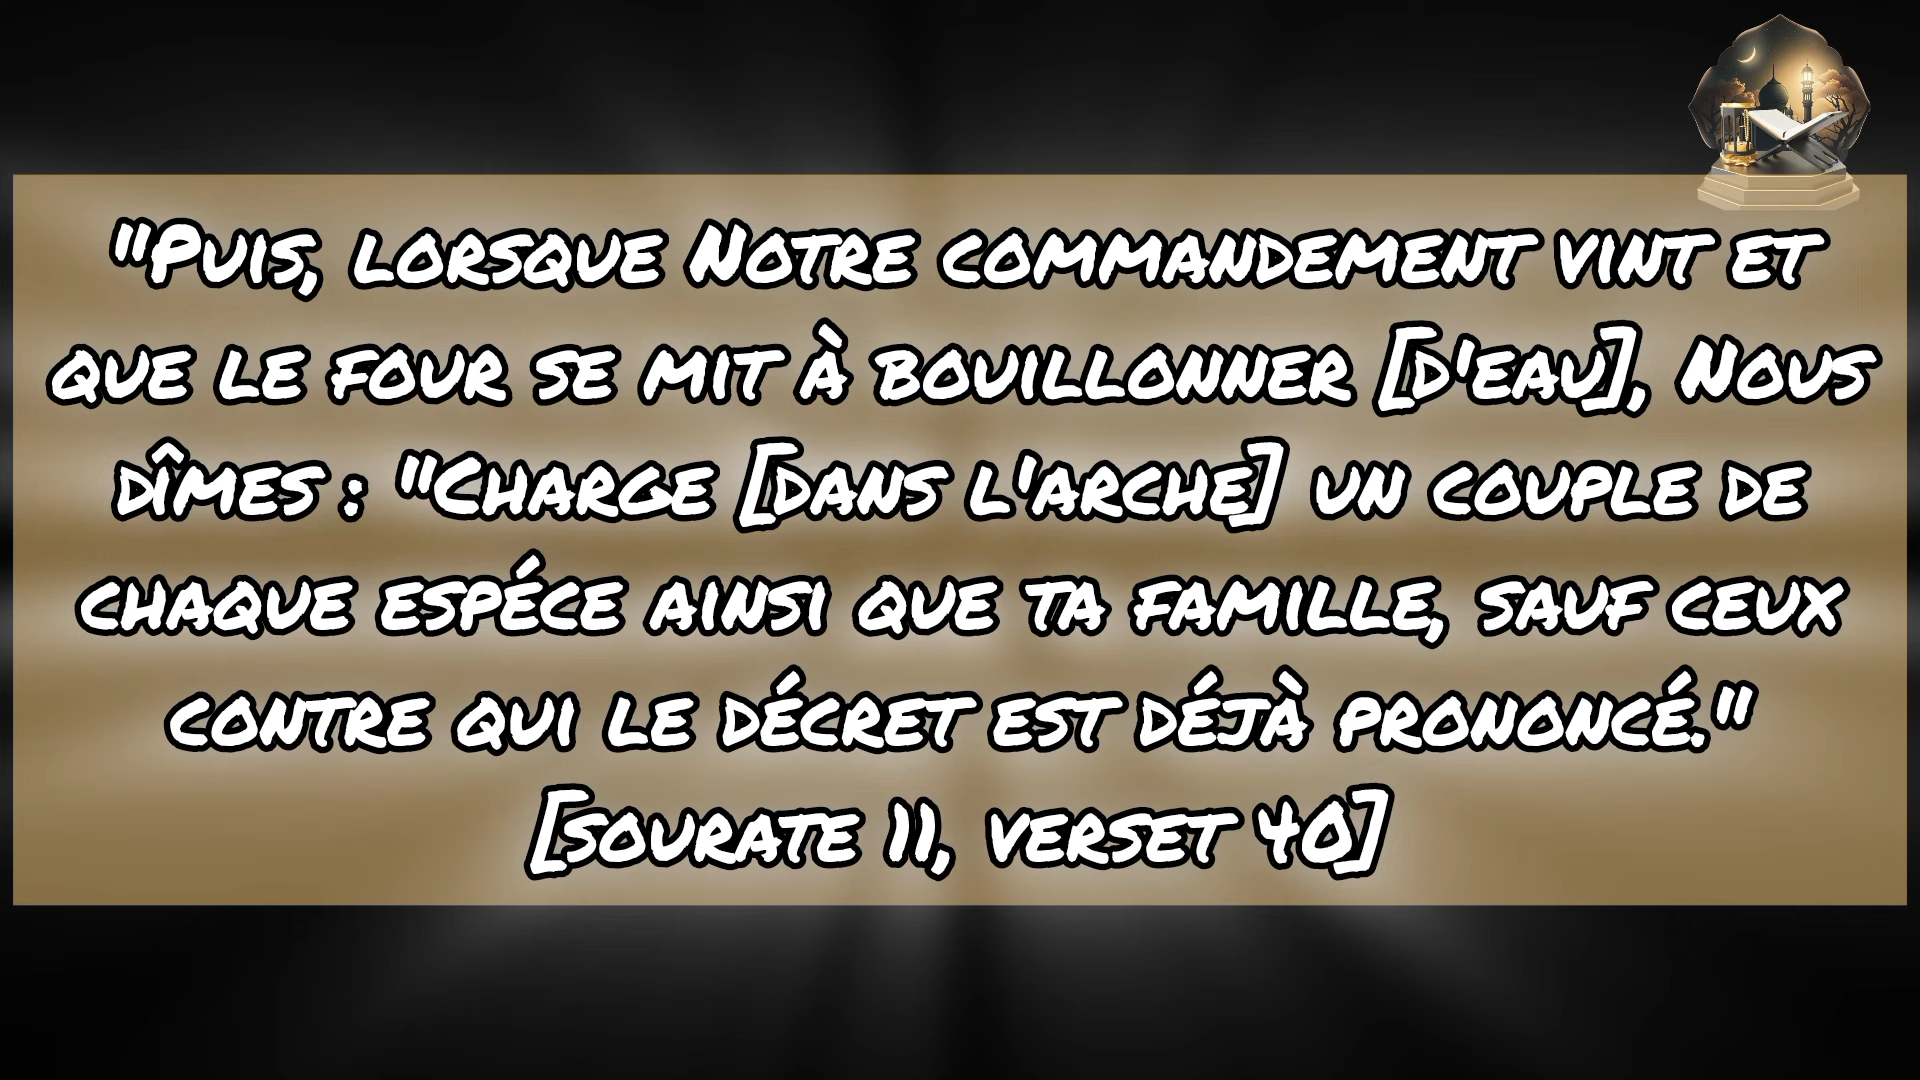 "Puis, lorsque Notre commandement vint et
que le four se mit à bouillonner [d'eau], Nous
dîmes : "Charge [dans l'arche] un couple de
chaque espéce ainsi que ta famille, sauf ceux
contre qui le décret est déjà prononcé."
[sourate 11, verset 40]